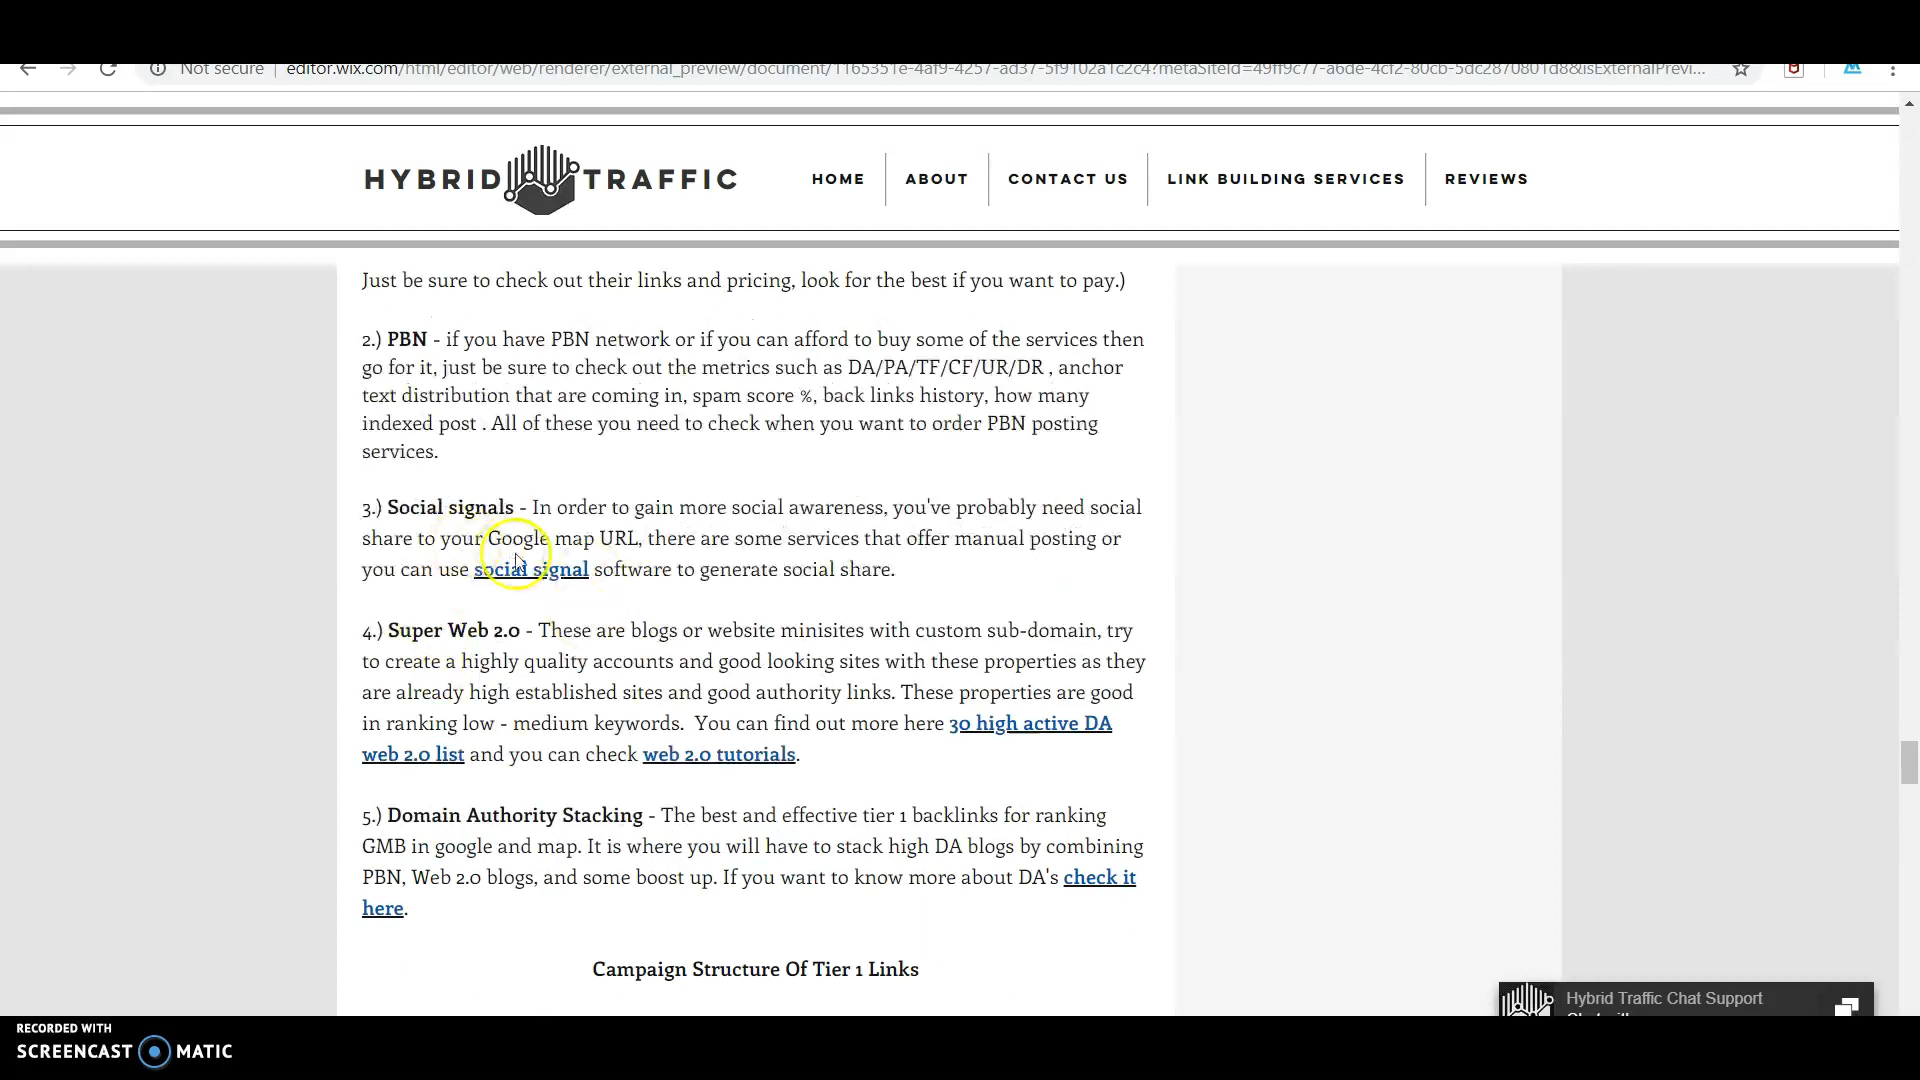 Not secure
editor.wix.com/html/editor/web/renderer/external_preview/document/1165351e-4af9-4257-ad37-5f9102a1c2c4?metaSiteId=49ff9c77-a6de-4cf2-80cb-5dc2870801d8&isExternalPrevi...
HYBRID TRAFFIC
HOME ABOUT CONTACT US LINK BUILDING SERVICES REVIEWS
Just be sure to check out their links and pricing, look for the best if you want to pay.)
2.) PBN - if you have PBN network or if you can afford to buy some of the services then
go for it, just be sure to check out the metrics such as DA/PA/TF/CF/UR/DR , anchor
text distribution that are coming in, spam score %, back links history, how many
indexed post . All of these you need to check when you want to order PBN posting
services.
3.) Social signals - In order to gain more social awareness, you've probably need social
share to your Google map URL, there are some services that offer manual posting or
you can use social signal software to generate social share.
4.) Super Web 2.0 - These are blogs or website minisites with custom sub-domain, try
to create a highly quality accounts and good looking sites with these properties as they
are already high established sites and good authority links. These properties are good
in ranking low - medium keywords. You can find out more here 30 high active DA
web 2.0 list and you can check web 2.0 tutorials.
5.) Domain Authority Stacking - The best and effective tier 1 backlinks for ranking
GMB in google and map. It is where you will have to stack high DA blogs by combining
PBN, Web 2.0 blogs, and some boost up. If you want to know more about DA's check it
here.
Campaign Structure Of Tier 1 Links
Hybrid Traffic Chat Support
RECORDED WITH
SCREENCAST MATIC